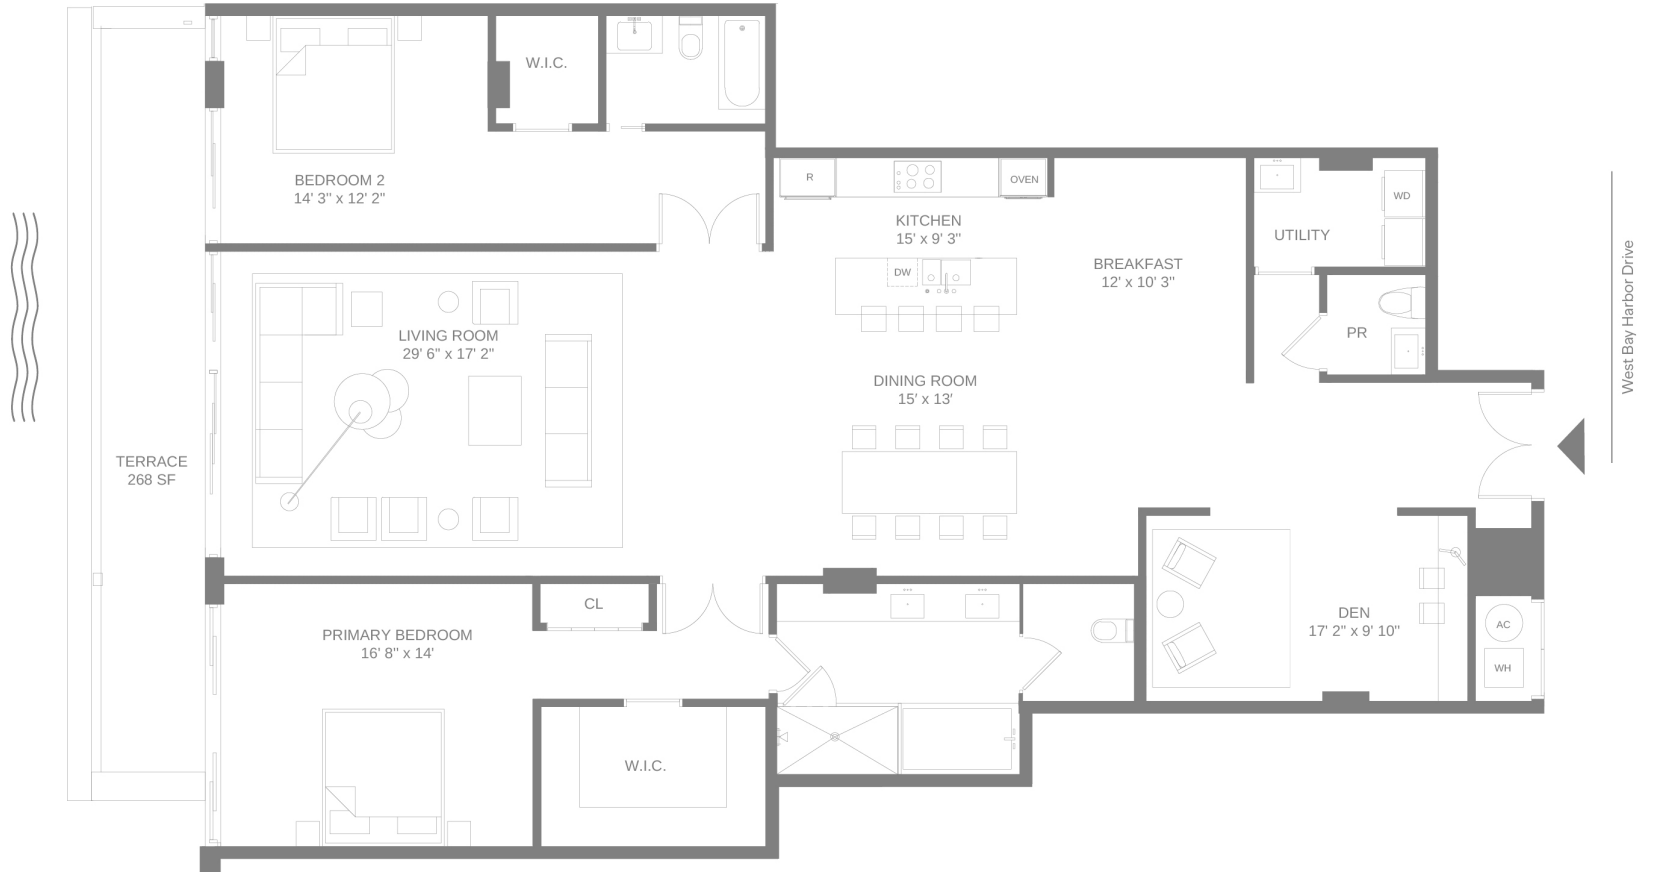 W.I.C.
BEDROOM 2
14' 3" x 12' 2"
R
OVEN
WD
KITCHEN
15' x 9' 3"
UTILITY
BREAKFAST
12' x 10' 3"
DW
LIVING ROOM
29' 6" x 17' 2"
PR
West Bay Harbor Drive
DINING ROOM
15' x 13'
TERRACE
268 SF
CL
PRIMARY BEDROOM
16' 8" x 14'
DEN
17' 2" x 9' 10"
AC
WH
W.I.C.